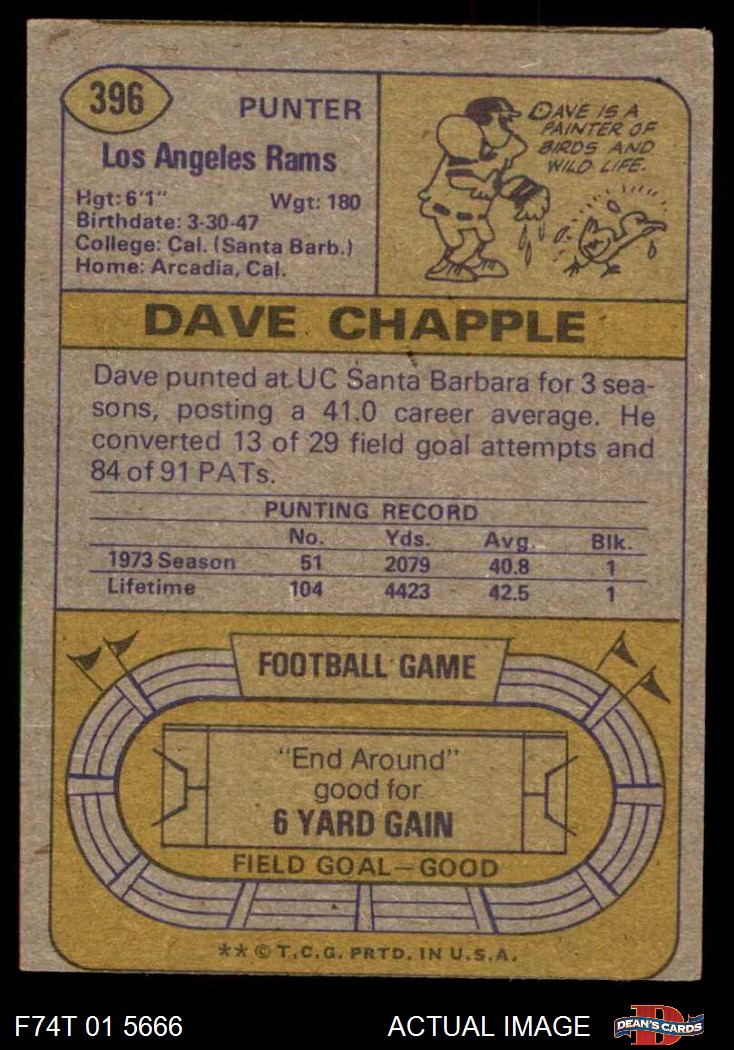 396
PUNTER
Los Angeles Rams
Hgt: 6'1" Wgt: 180
Birthdate: 3-30-47
College: Cal. (Santa Barb.)
Home: Arcadia, Cal.
DAVE IS A
PAINTER OF
BIRDS AND
WILD LIFE.
DAVE CHAPPLE
Dave punted at UC Santa Barbara for 3 sea-
sons, posting a 41.0 career average. He
converted 13 of 29 field goal attempts and
84 of 91 PATs.
PUNTING RECORD
No. Yds. Avg. Blk.
1973 Season 51 2079 40.8 1
Lifetime 104 4423 42.5 1
FOOTBALL GAME
"End Around"
good for
6 YARD GAIN
FIELD GOAL—GOOD
** © T.C.G. PRTD. IN U.S.A.
F74T 01 5666 ACTUAL IMAGE
D
DEAN'S CARDS